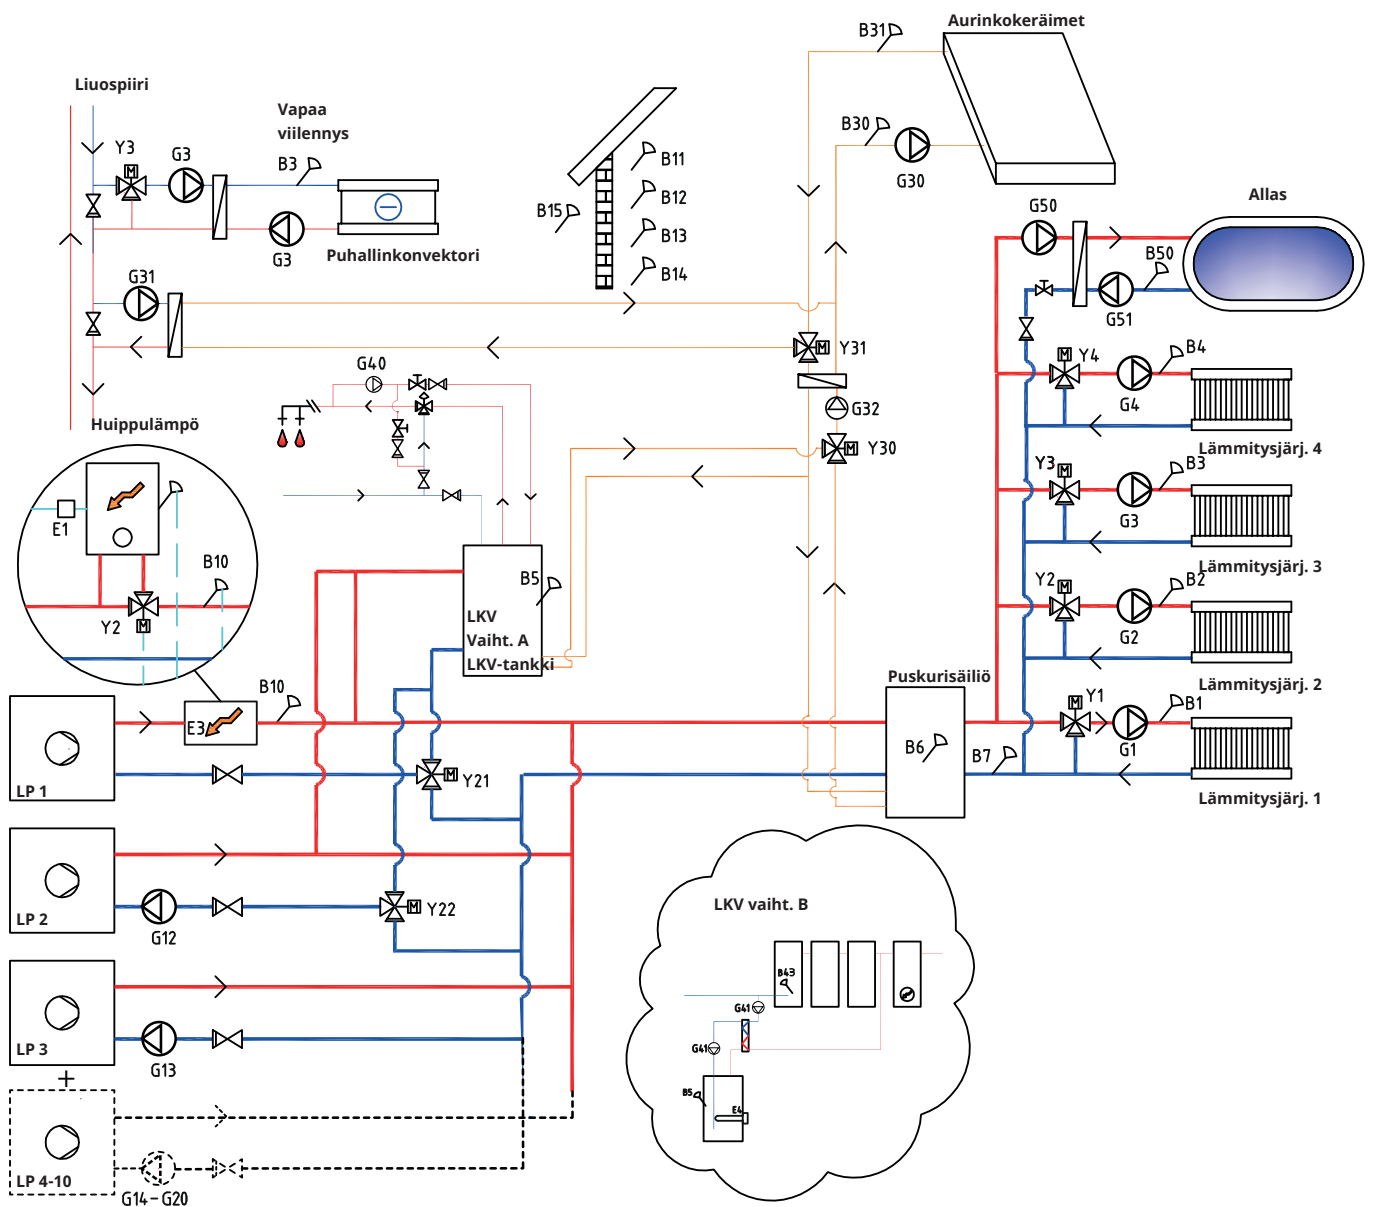 Aurinkokeräimet
B31
Liuospiiri
Vapaa
viilennys
B30
G30
Y3
G3
B3
B11
B12
B15
B13
B14
G3
Puhallinkonvektori
Allas
G50
B50
G51
G31
Y31
G40
G32
Y30
Y4
B4
G4
Lämmitysjärj. 4
Huippulämpö
E1
B10
Y2
Y3
B3
G3
Lämmitysjärj. 3
B5
LKV
Vaiht. A
LKV-tankki
Y2
B2
G2
Lämmitysjärj. 2
Puskurisäiliö
B10
E3
M
LP 1
Y21
B6
B7
Y1
B1
G1
Lämmitysjärj. 1
LP 2
G12
Y22
LKV vaiht. B
B43
G41
G41
B5
E4
LP 3
G13
+
LP 4-10
G14-G20